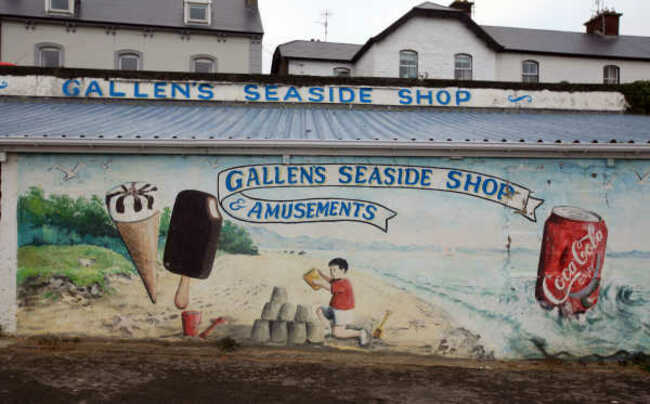 GALLENS SEASIDE SHOP
GALLENS SEASIDE SHOP
& AMUSEMENTS
Coca-Cola